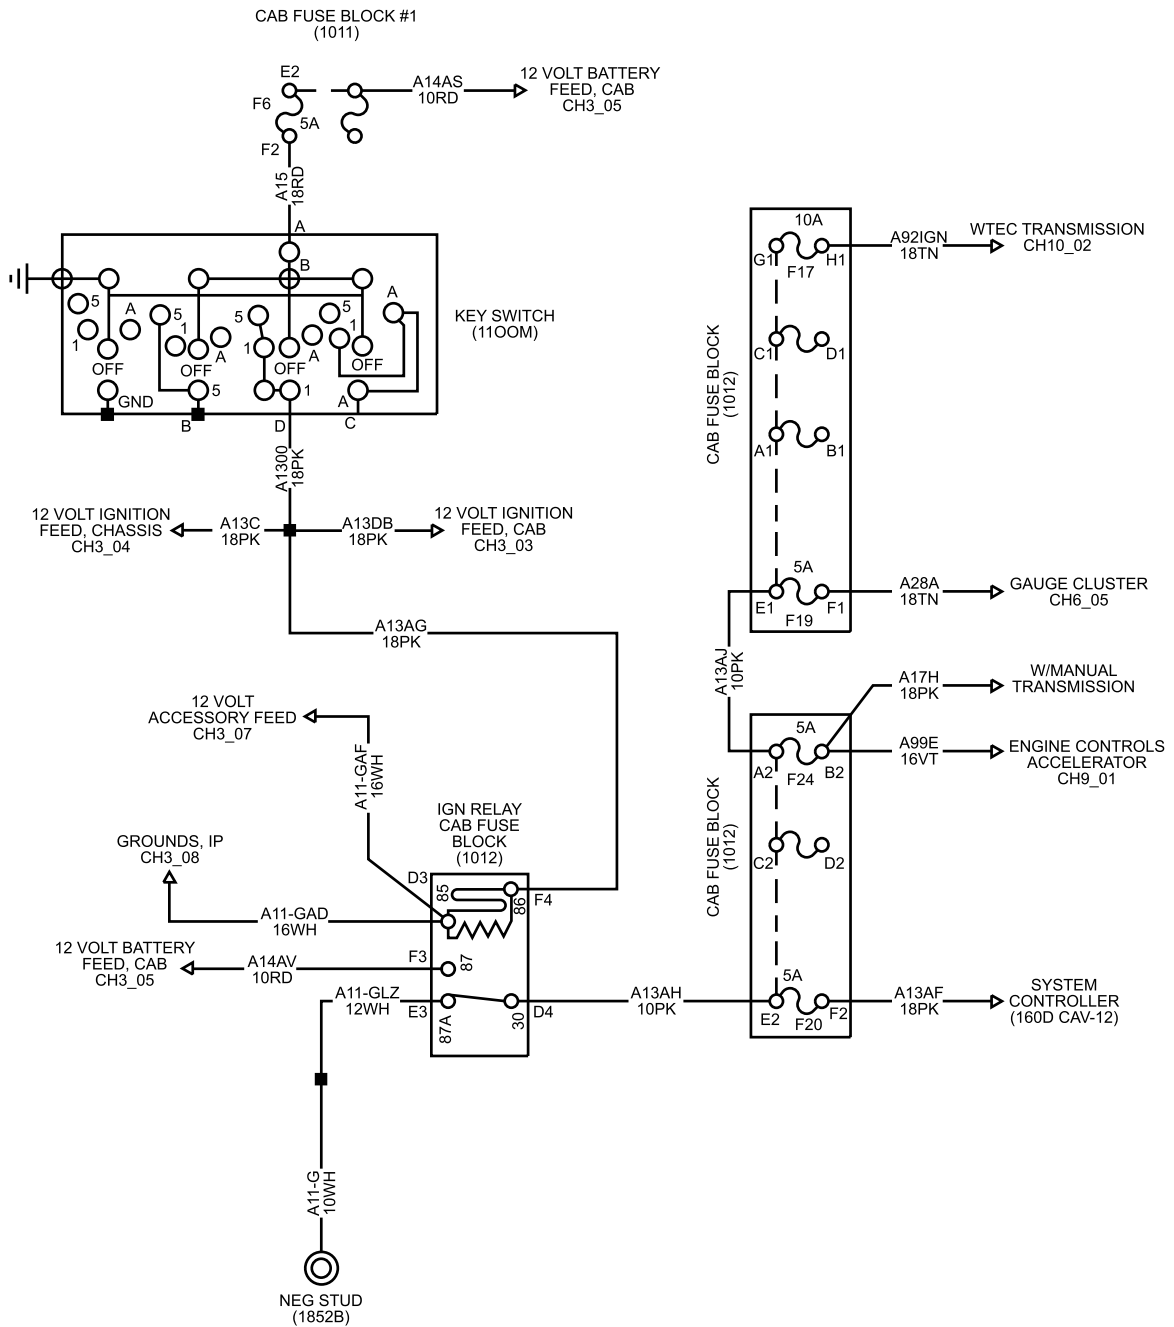 CAB FUSE BLOCK #1
(1011)
E2
F6
5A
F2
A14AS
10RD
12 VOLT BATTERY
FEED, CAB
CH3_05
A15
18RD
A
B
5
A
1
OFF
GND
5
1
A
OFF
5
B
5
1
A
OFF
1
D
5
A
1
OFF
A
C
KEY SWITCH
(11OOM)
A1300
18PK
12 VOLT IGNITION
FEED, CHASSIS
CH3_04
A13C
18PK
A13DB
18PK
12 VOLT IGNITION
FEED, CAB
CH3_03
A13AG
18PK
12 VOLT
ACCESSORY FEED
CH3_07
A11-GAF
16WH
IGN RELAY
CAB FUSE
BLOCK
(1012)
GROUNDS, IP
CH3_08
A11-GAD
16WH
D3
85
86
F4
12 VOLT BATTERY
FEED, CAB
CH3_05
A14AV
10RD
F3
87
A11-GLZ
12WH
E3
87A
30
D4
A13AH
10PK
A11-G
10WH
NEG STUD
(1852B)
CAB FUSE BLOCK
(1012)
10A
G1
F17
H1
A92IGN
18TN
WTEC TRANSMISSION
CH10_02
C1
D1
A1
B1
5A
E1
F19
F1
A28A
18TN
GAUGE CLUSTER
CH6_05
A13AJ
10PK
A17H
18PK
W/MANUAL
TRANSMISSION
CAB FUSE BLOCK
(1012)
5A
A2
F24
B2
A99E
16VT
ENGINE CONTROLS
ACCELERATOR
CH9_01
C2
D2
5A
E2
F20
F2
A13AF
18PK
SYSTEM
CONTROLLER
(160D CAV-12)